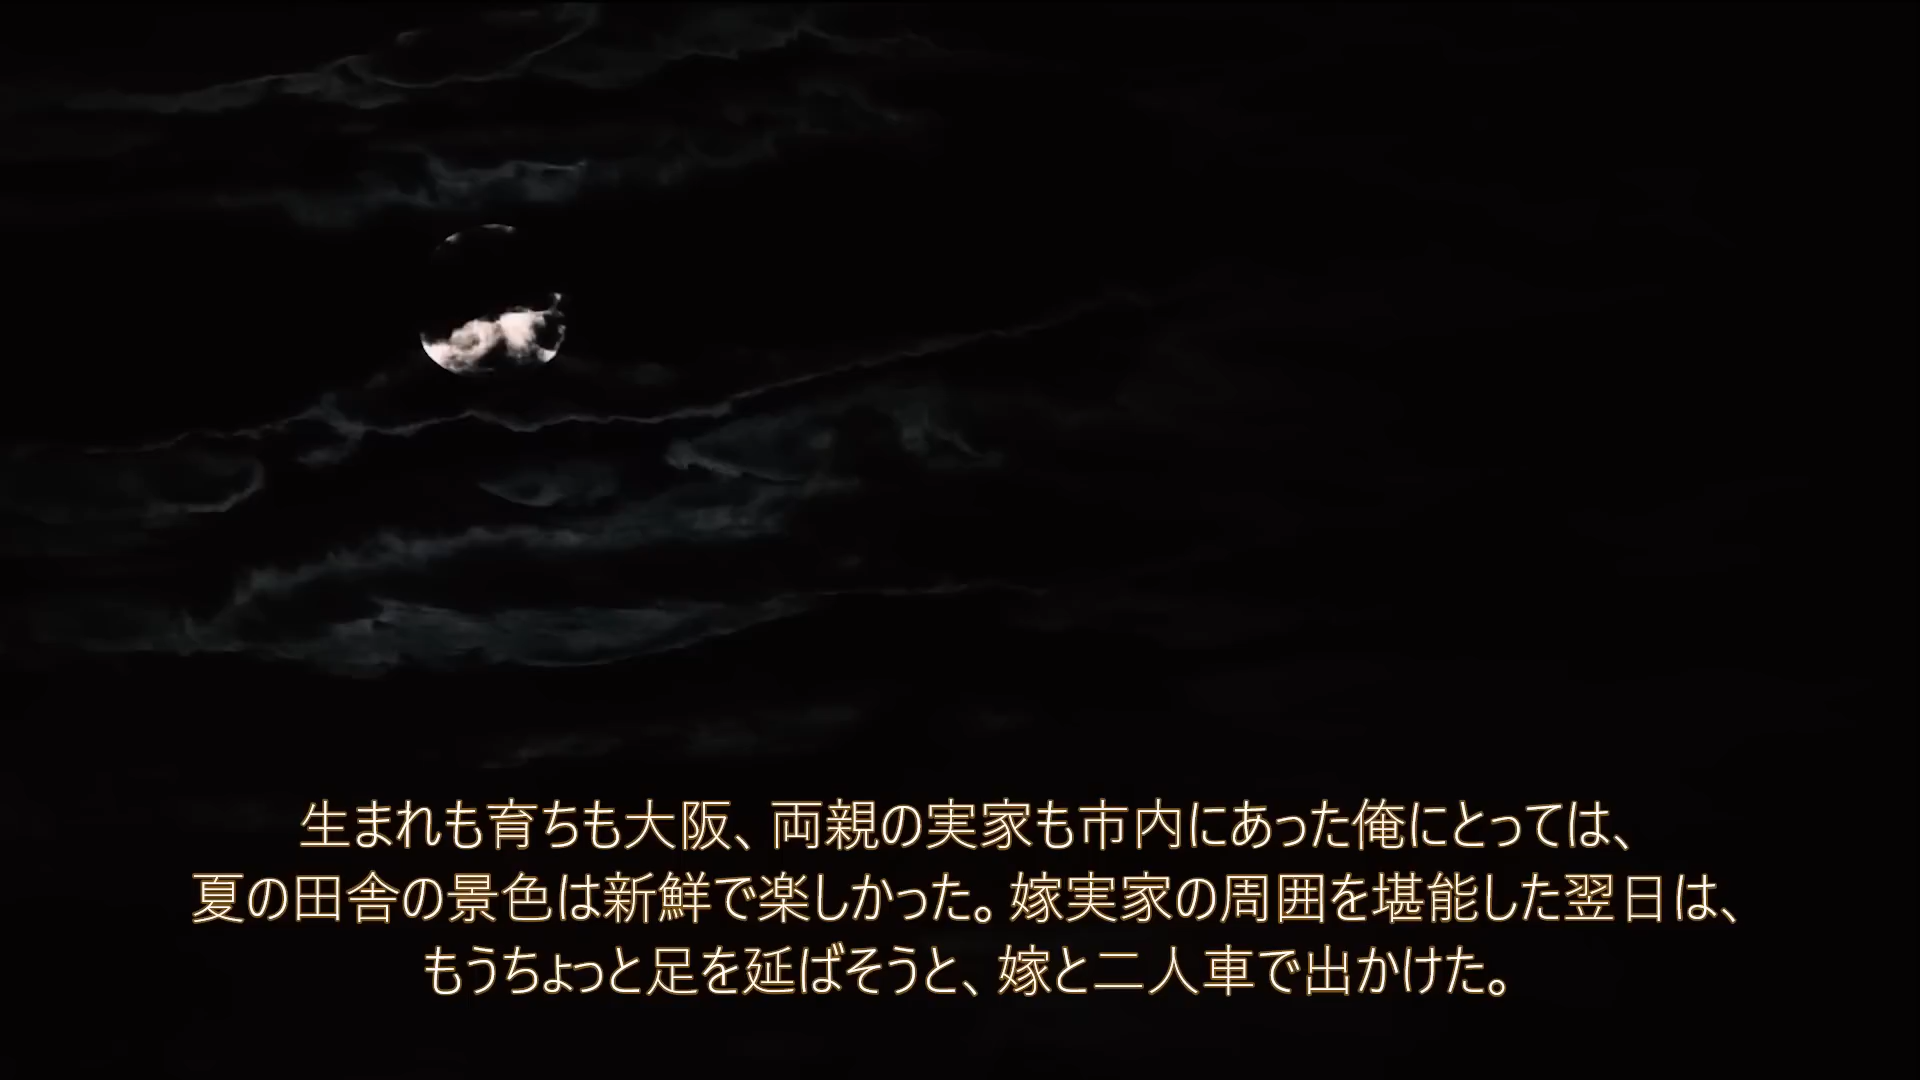 生まれも育ちも大阪、両親の実家も市内にあった俺にとっては、
夏の田舎の景色は新鮮で楽しかった。嫁実家の周囲を堪能した翌日は、
もうちょっと足を延ばそうと、嫁と二人車で出かけた。